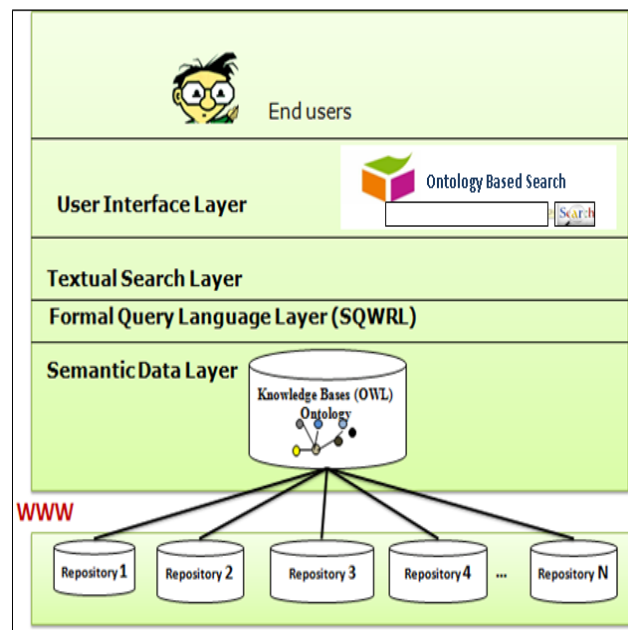 End users
User Interface Layer
Ontology Based Search
Search
Textual Search Layer
Formal Query Language Layer (SQWRL)
Semantic Data Layer
Knowledge Bases (OWL)
Ontology
WWW
Repository 1
Repository 2
Repository 3
Repository 4
...
Repository N